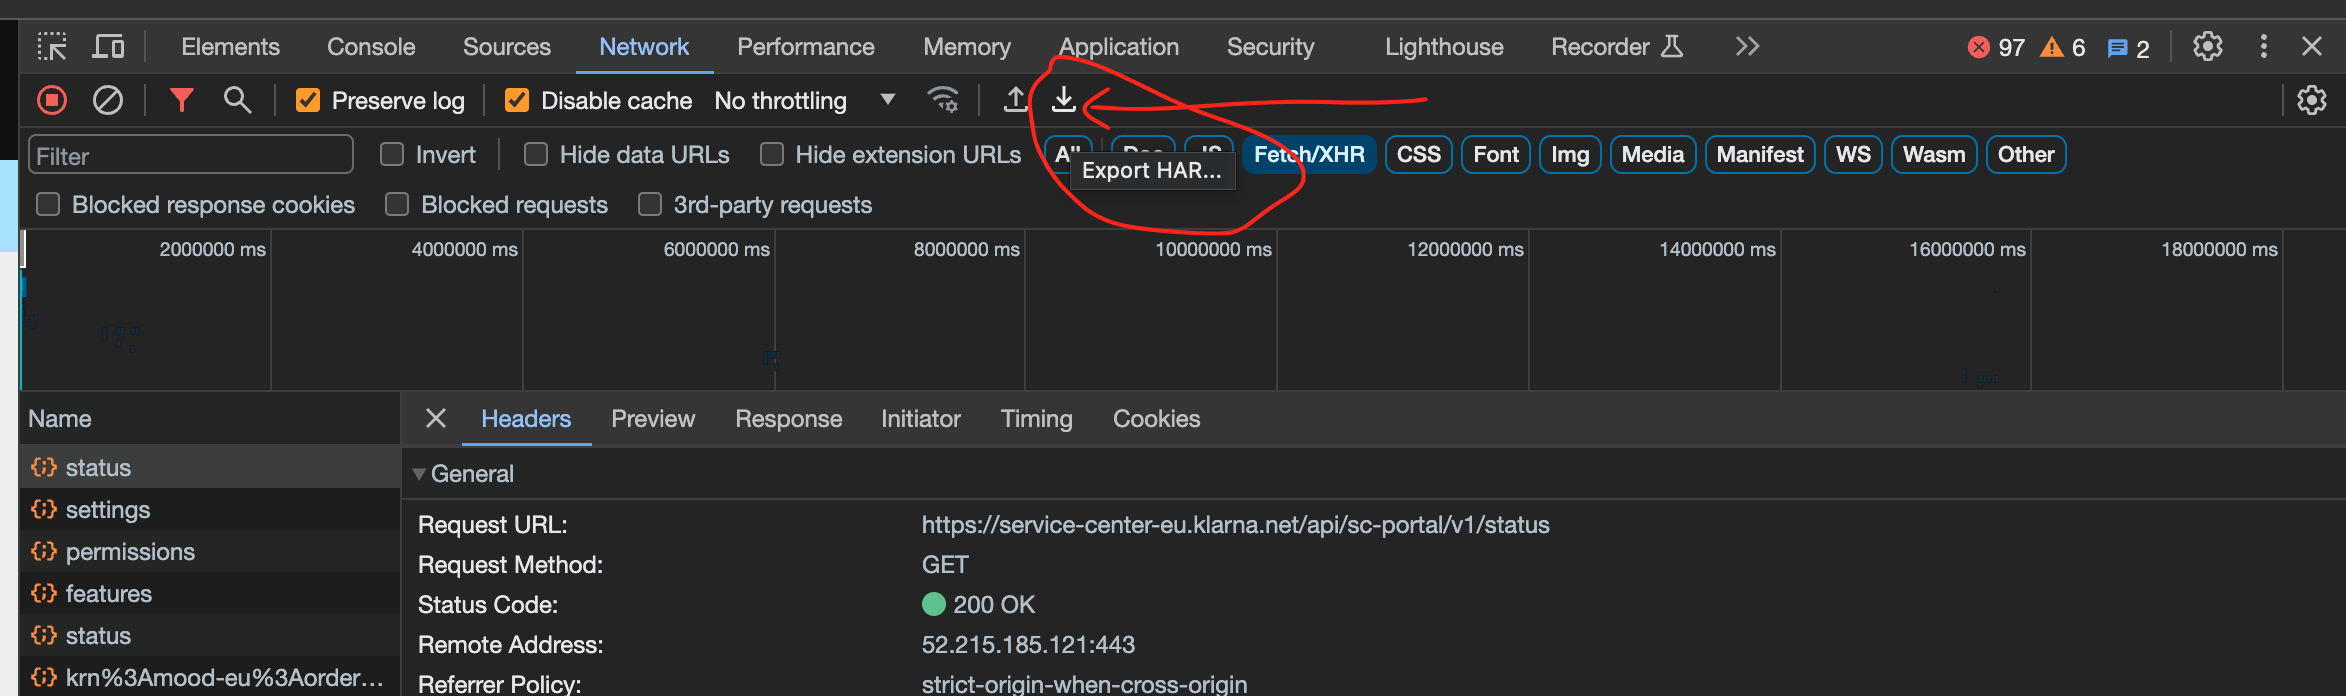 Elements Console Sources Network Performance Memory Application Security Lighthouse Recorder 97 6 2
Preserve log Disable cache No throttling
Filter Invert Hide data URLs Hide extension URLs All Doc JS Fetch/XHR CSS Font Img Media Manifest WS Wasm Other
Export HAR...
Blocked response cookies Blocked requests 3rd-party requests
2000000 ms 4000000 ms 6000000 ms 8000000 ms 10000000 ms 12000000 ms 14000000 ms 16000000 ms 18000000 ms
Name Headers Preview Response Initiator Timing Cookies
status
General
settings
Request URL: https://service-center-eu.klarna.net/api/sc-portal/v1/status
permissions
Request Method: GET
features
Status Code: 200 OK
status
Remote Address: 52.215.185.121:443
krn%3Amood-eu%3Aorder...
Referrer Policy: strict-origin-when-cross-origin